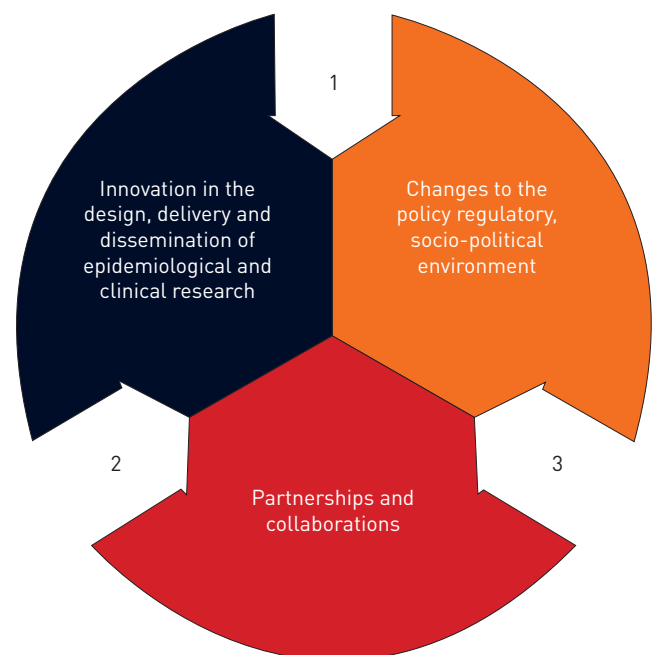 1
Innovation in the
design, delivery and
dissemination of
epidemiological and
clinical research
Changes to the
policy regulatory,
socio-political
environment
2
3
Partnerships and
collaborations